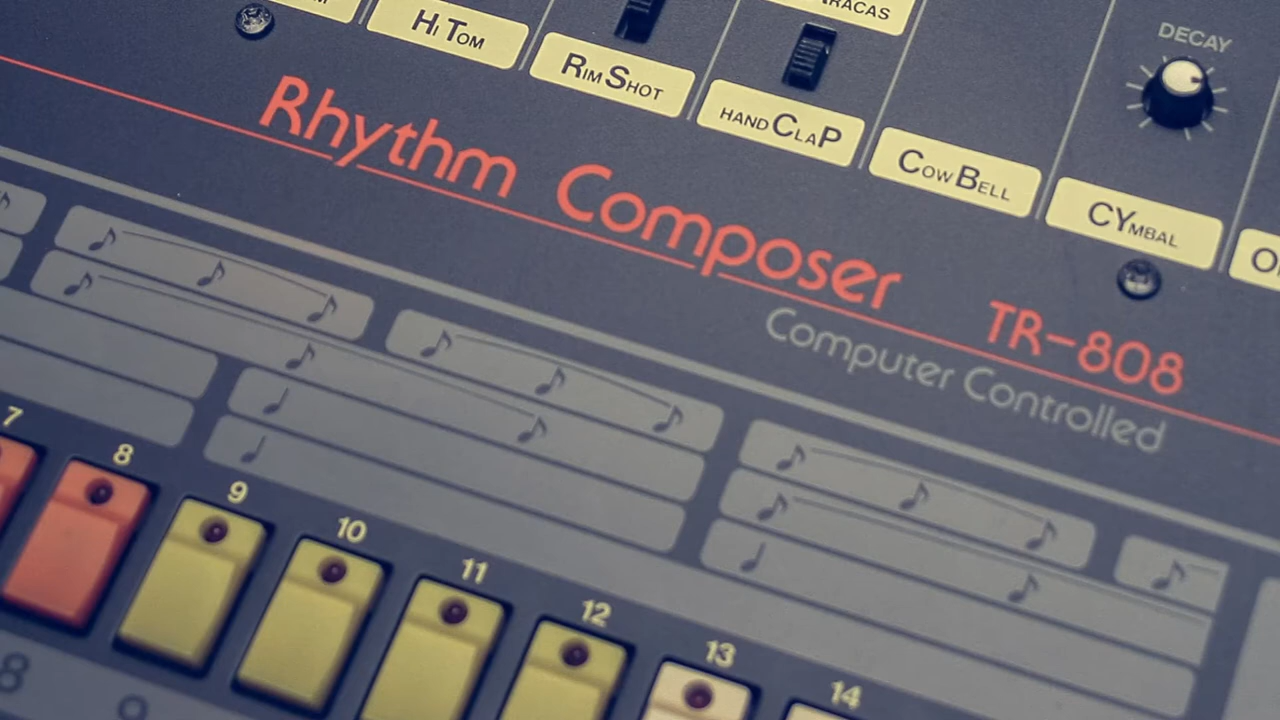 Hi Tom
Rim Shot
HAND CLaP
Cow Bell
CYMBAL
DECAY
Rhythm Composer
TR-808
Computer Controlled
7
8
9
10
11
12
13
14
8